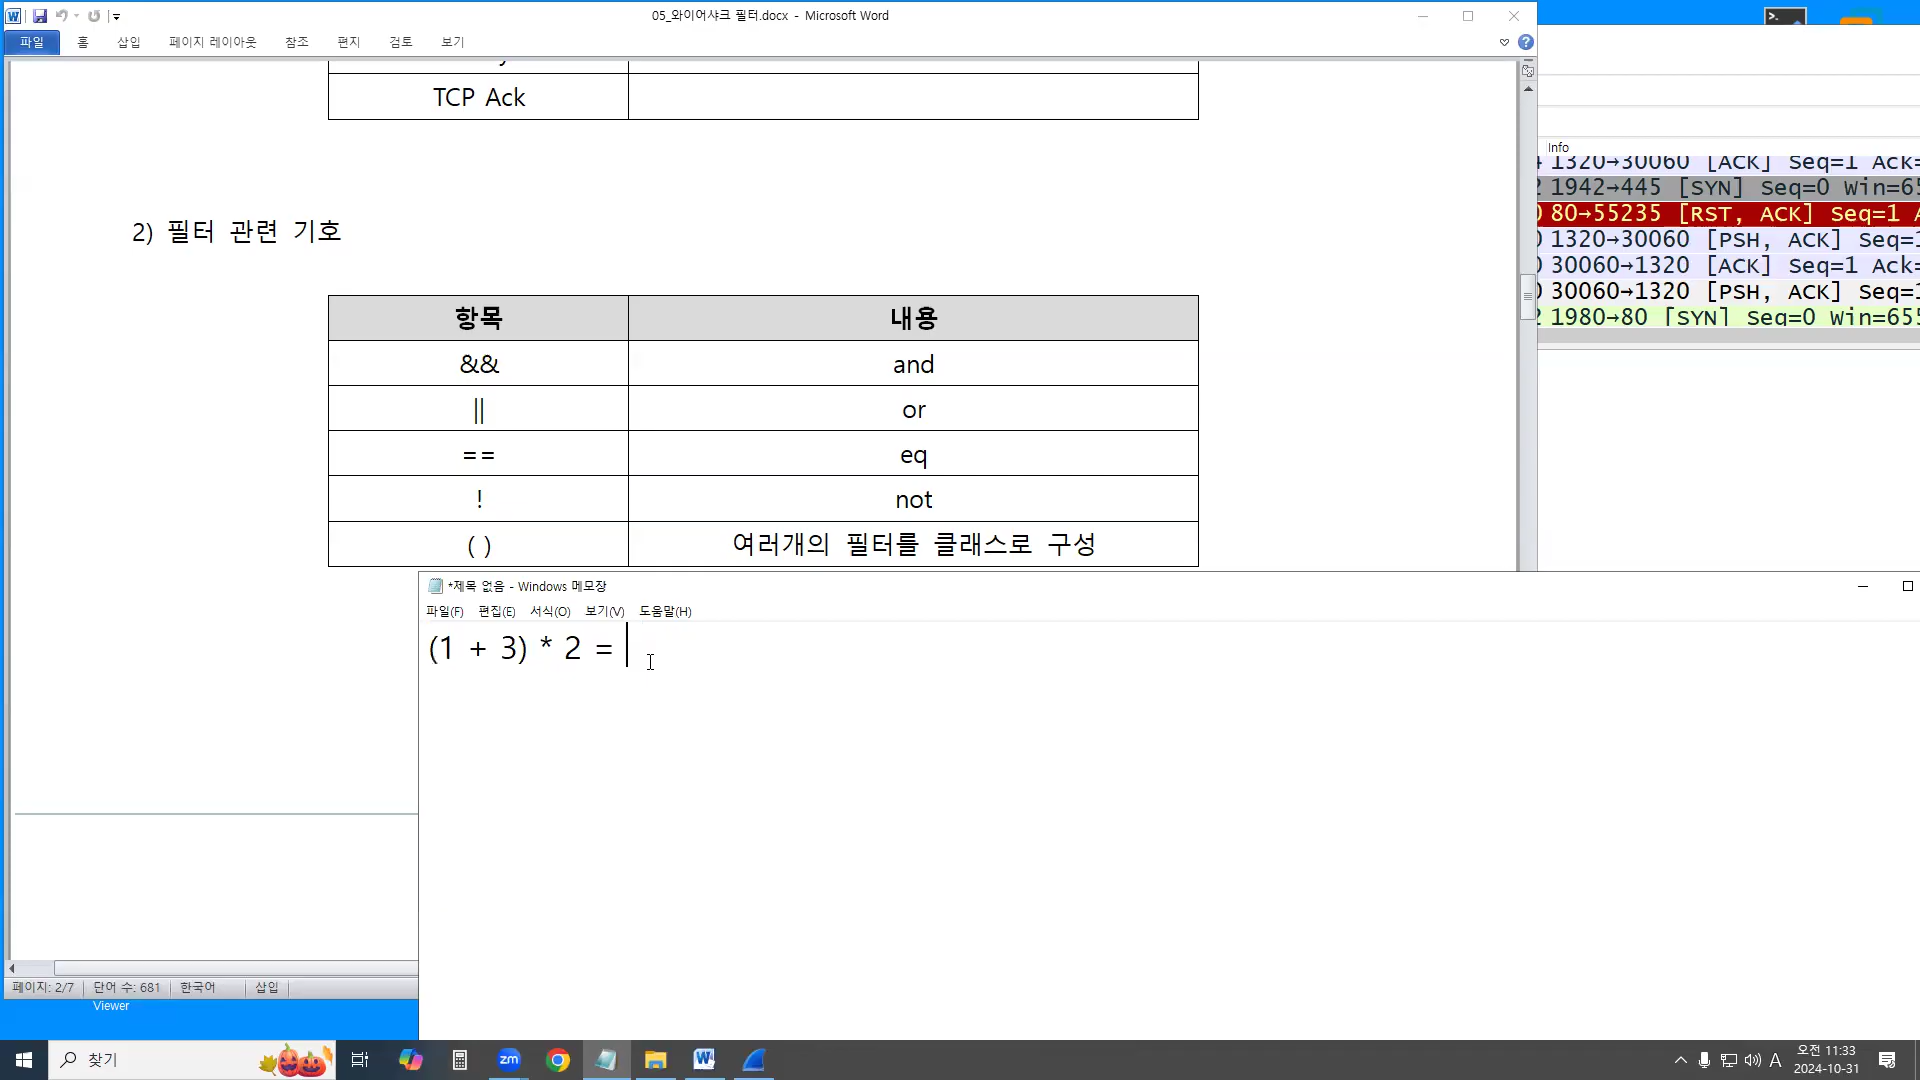 05_와이어샤크 필터.docx - Microsoft Word
파일 홈 삽입 페이지 레이아웃 참조 편지 검토 보기
TCP Ack
2) 필터 관련 기호
항목 내용
&& and
|| or
== eq
! not
( ) 여러개의 필터를 클래스로 구성
Info
1320→30060 [ACK] Seq=1 Ack=
1942→445 [SYN] Seq=0 Win=65
80→55235 [RST, ACK] Seq=1
1320→30060 [PSH, ACK] Seq=1
30060→1320 [ACK] Seq=1 Ack=
30060→1320 [PSH, ACK] Seq=1
1980→80 [SYN] Seq=0 Win=655
*제목 없음 - Windows 메모장
파일(F) 편집(E) 서식(O) 보기(V) 도움말(H)
(1 + 3) * 2 =
페이지: 2/7 단어 수: 681 한국어 삽입
Viewer
찾기
zm
A
오전 11:33
2024-10-31